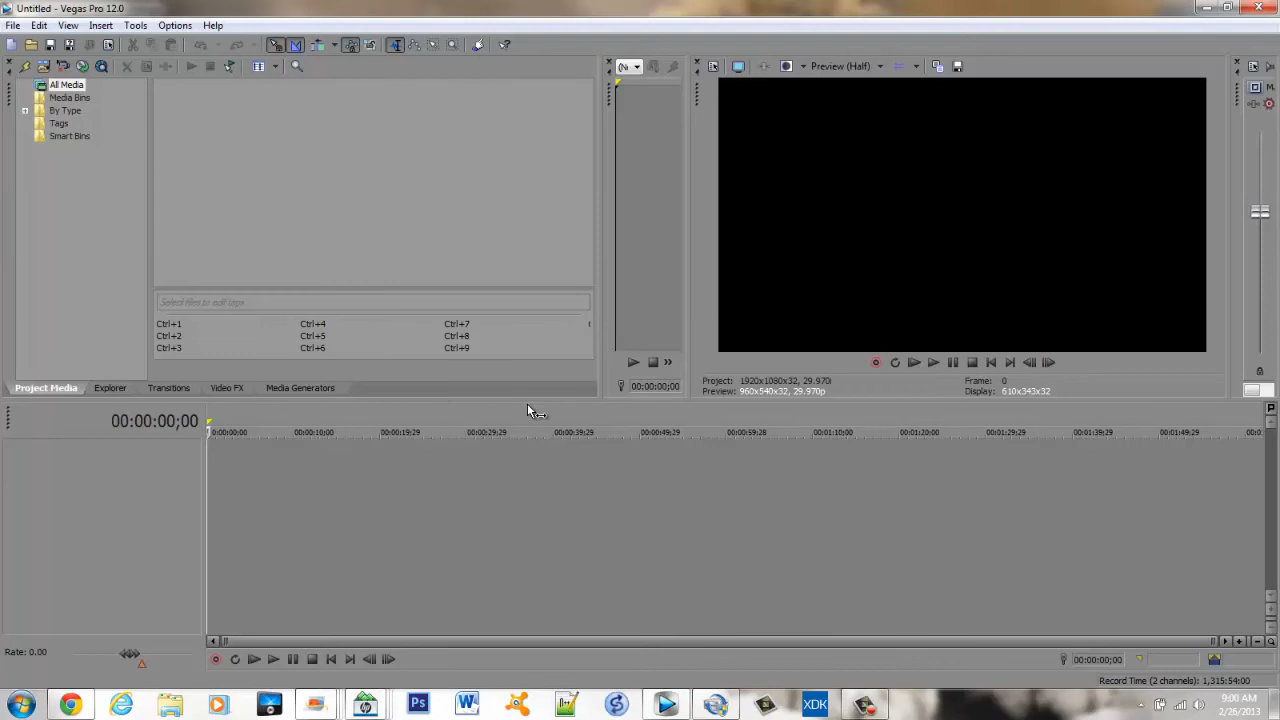 Untitled - Vegas Pro 12.0
File Edit View Insert Tools Options Help
Preview (Half)
All Media
Media Bins
By Type
Tags
Smart Bins
Select files to edit tags
Ctrl+1 Ctrl+4 Ctrl+7
Ctrl+2 Ctrl+5 Ctrl+8
Ctrl+3 Ctrl+6 Ctrl+9
Project Media Explorer Transitions Video FX Media Generators
00:00:00;00
Project: 1920x1080x32, 29.970i Frame: 0
Preview: 960x540x32, 29.970p Display: 610x343x32
00:00:00;00
00:00:00;00 00:00:10;00 00:00:19;29 00:00:29;29 00:00:39;29 00:00:49;29 00:00:59;28 00:01:10;00 00:01:20;00 00:01:29;29 00:01:39;29 00:01:49;29
Rate: 0.00
00:00:00;00
Record Time (2 channels): 1,315:54:00
Ps W XDK
9:00 AM
2/26/2013